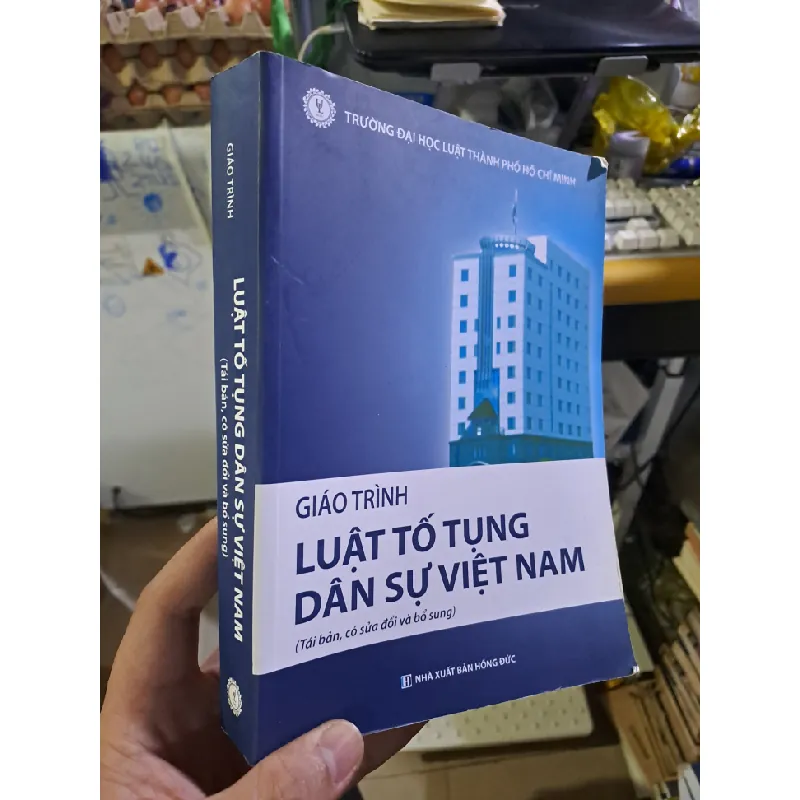 TRƯỜNG ĐẠI HỌC LUẬT THÀNH PHỐ HỒ CHÍ MINH
GIÁO TRÌNH
LUẬT TỐ TỤNG
DÂN SỰ VIỆT NAM
(Tái bản, có sửa đổi và bổ sung)
NHÀ XUẤT BẢN HỒNG ĐỨC
GIÁO TRÌNH
LUẬT TỐ TỤNG DÂN SỰ VIỆT NAM
(Tái bản, có sửa đổi và bổ sung)